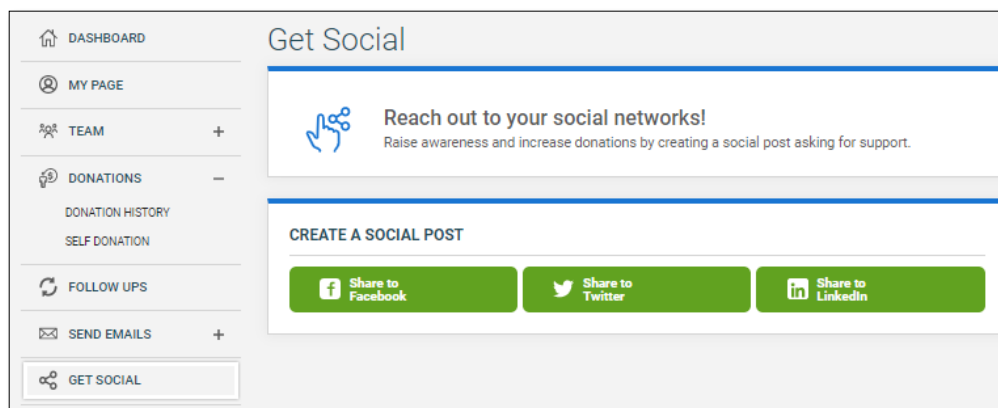 DASHBOARD
MY PAGE
TEAM +
DONATIONS −
DONATION HISTORY
SELF DONATION
FOLLOW UPS
SEND EMAILS +
GET SOCIAL
Get Social
Reach out to your social networks!
Raise awareness and increase donations by creating a social post asking for support.
CREATE A SOCIAL POST
Share to
Facebook
Share to
Twitter
Share to
LinkedIn